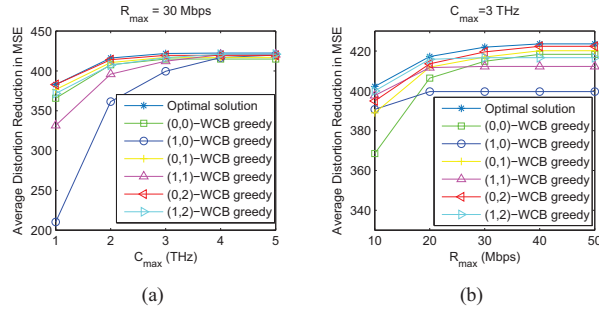 R_max = 30 Mbps
Average Distortion Reduction in MSE
450
400
350
300
250
200
1
2
3
4
5
C_max (THz)
Optimal solution
(0,0)−WCB greedy
(1,0)−WCB greedy
(0,1)−WCB greedy
(1,1)−WCB greedy
(0,2)−WCB greedy
(1,2)−WCB greedy
(a)
C_max=3 THz
Average Distortion Reduction in MSE
420
400
380
360
340
10
20
30
40
50
R_max (Mbps)
Optimal solution
(0,0)−WCB greedy
(1,0)−WCB greedy
(0,1)−WCB greedy
(1,1)−WCB greedy
(0,2)−WCB greedy
(1,2)−WCB greedy
(b)